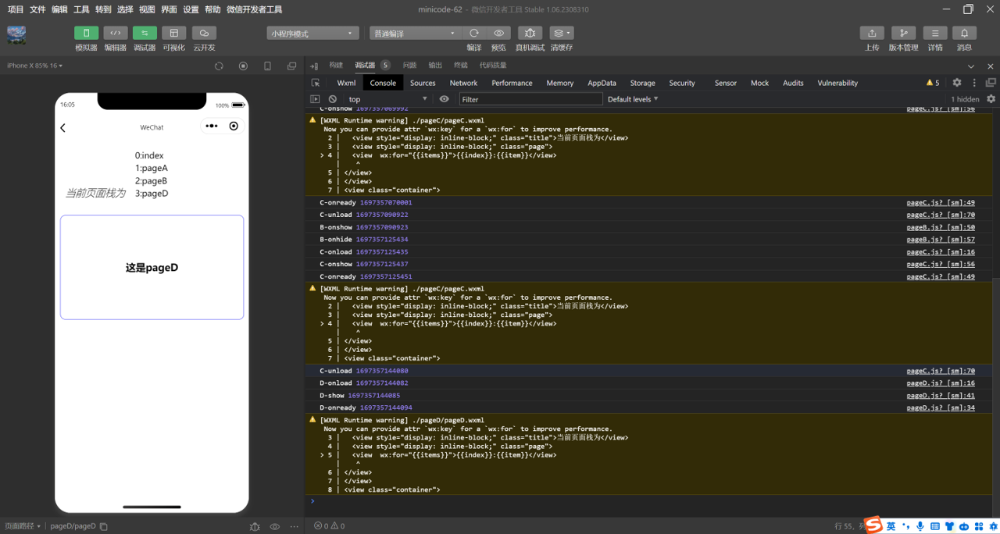 项目 文件 编辑 工具 转到 选择 视图 界面 设置 帮助 微信开发者工具
minicode-62 - 微信开发者工具 Stable 1.06.2308310
小程序模式
普通编译
模拟器 编辑器 调试器 可视化 云开发
编译 预览 真机调试 清缓存
上传 版本管理 详情 消息
iPhone X 85% 16
构建 调试器 5 问题 输出 终端 代码质量
Wxml Console Sources Network Performance Memory AppData Storage Security Sensor Mock Audits Vulnerability 5
top Filter Default levels 1 hidden
16:05 100%
WeChat
0:index
1:pageA
2:pageB
当前页面栈为 3:pageD
这是pageD
C-onshow 1697357069992 pageC.js? [sm]:56
[WXML Runtime warning] ./pageC/pageC.wxml
Now you can provide attr `wx:key` for a `wx:for` to improve performance.
2 | <view style="display: inline-block;" class="title">当前页面栈为</view>
3 | <view style="display: inline-block;" class="page">
> 4 | <view wx:for="{{items}}">{{index}}:{{item}}</view>
| ^
5 | </view>
6 | </view>
7 | <view class="container">
C-onready 1697357070001 pageC.js? [sm]:49
C-unload 1697357090922 pageC.js? [sm]:70
B-onshow 1697357090923 pageB.js? [sm]:50
B-onhide 1697357125434 pageB.js? [sm]:57
C-onload 1697357125435 pageC.js? [sm]:16
C-onshow 1697357125437 pageC.js? [sm]:56
C-onready 1697357125451 pageC.js? [sm]:49
[WXML Runtime warning] ./pageC/pageC.wxml
Now you can provide attr `wx:key` for a `wx:for` to improve performance.
2 | <view style="display: inline-block;" class="title">当前页面栈为</view>
3 | <view style="display: inline-block;" class="page">
> 4 | <view wx:for="{{items}}">{{index}}:{{item}}</view>
| ^
5 | </view>
6 | </view>
7 | <view class="container">
C-unload 1697357144080 pageC.js? [sm]:70
D-onload 1697357144082 pageD.js? [sm]:16
D-show 1697357144085 pageD.js? [sm]:41
D-onready 1697357144094 pageD.js? [sm]:34
[WXML Runtime warning] ./pageD/pageD.wxml
Now you can provide attr `wx:key` for a `wx:for` to improve performance.
3 | <view style="display: inline-block;" class="title">当前页面栈为</view>
4 | <view style="display: inline-block;" class="page">
> 5 | <view wx:for="{{items}}">{{index}}:{{item}}</view>
| ^
6 | </view>
7 | </view>
8 | <view class="container">
>
页面路径 | pageD/pageD
0 0
行 55,
S 英